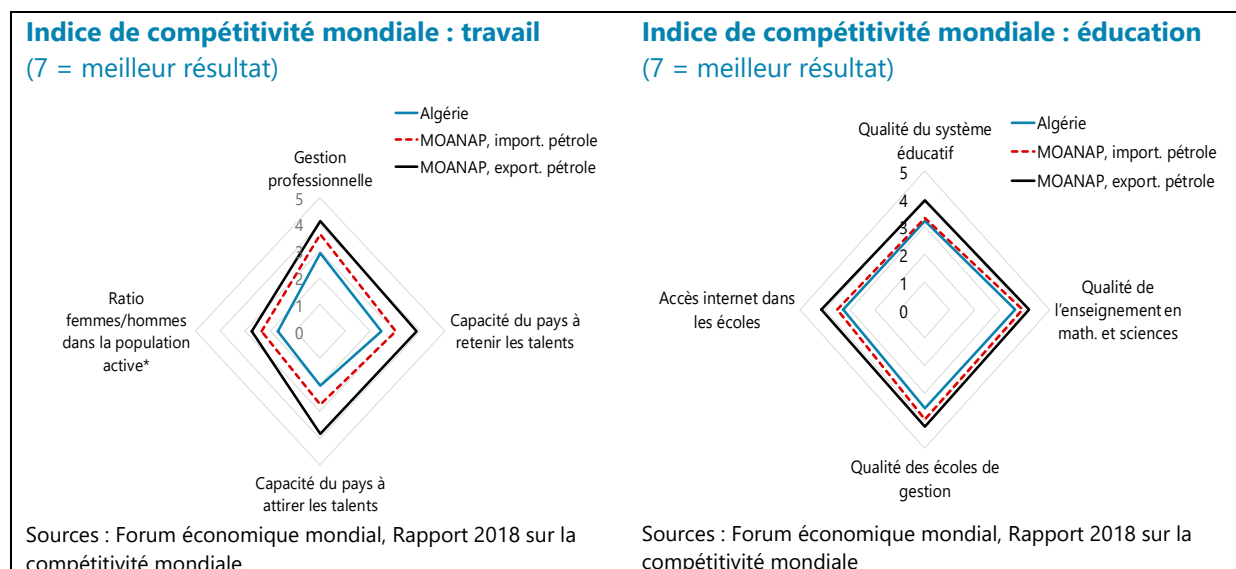 Indice de compétitivité mondiale : travail
(7 = meilleur résultat)
Algérie
MOANAP, import. pétrole
MOANAP, export. pétrole
Gestion
professionnelle
5
4
3
2
1
0
Ratio
femmes/hommes
dans la population
active*
Capacité du pays à
retenir les talents
Capacité du pays à
attirer les talents
Sources : Forum économique mondial, Rapport 2018 sur la
compétitivité mondiale
Indice de compétitivité mondiale : éducation
(7 = meilleur résultat)
Algérie
MOANAP, import. pétrole
MOANAP, export. pétrole
Qualité du système
éducatif
5
4
3
2
1
0
Accès internet dans
les écoles
Qualité de
l'enseignement en
math. et sciences
Qualité des écoles de
gestion
Sources : Forum économique mondial, Rapport 2018 sur la
compétitivité mondiale